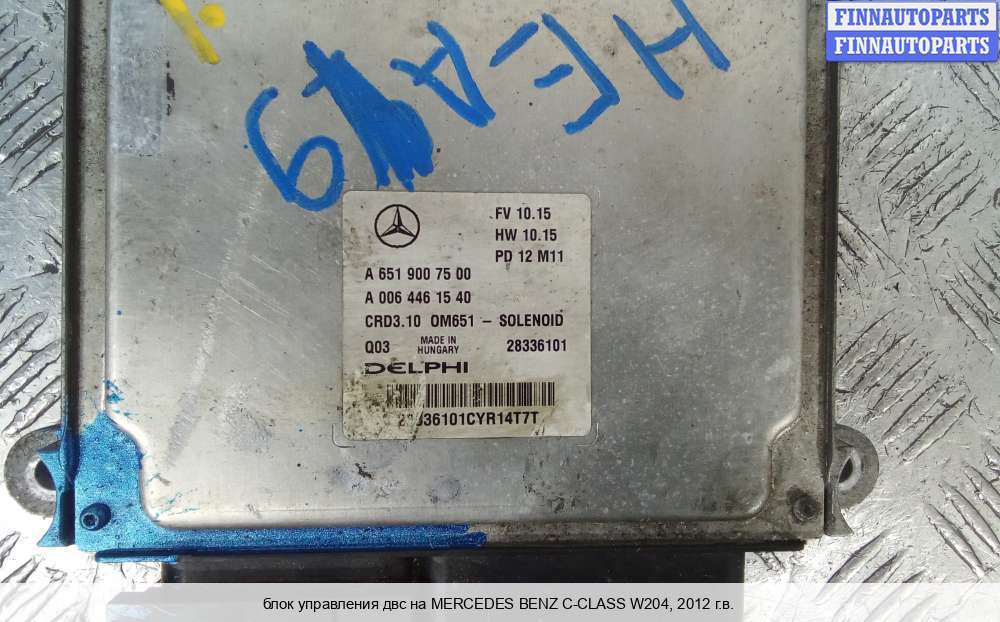 FINNAUTOPARTS
FINNAUTOPARTS
FV 10.15
HW 10.15
PD 12 M11
A 651 900 75 00
A 006 446 15 40
CRD3.10 OM651 – SOLENOID
Q03 MADE IN HUNGARY 28336101
DELPHI
36101CYR14T7T
блок управления двс на MERCEDES BENZ C-CLASS W204, 2012 г.в.